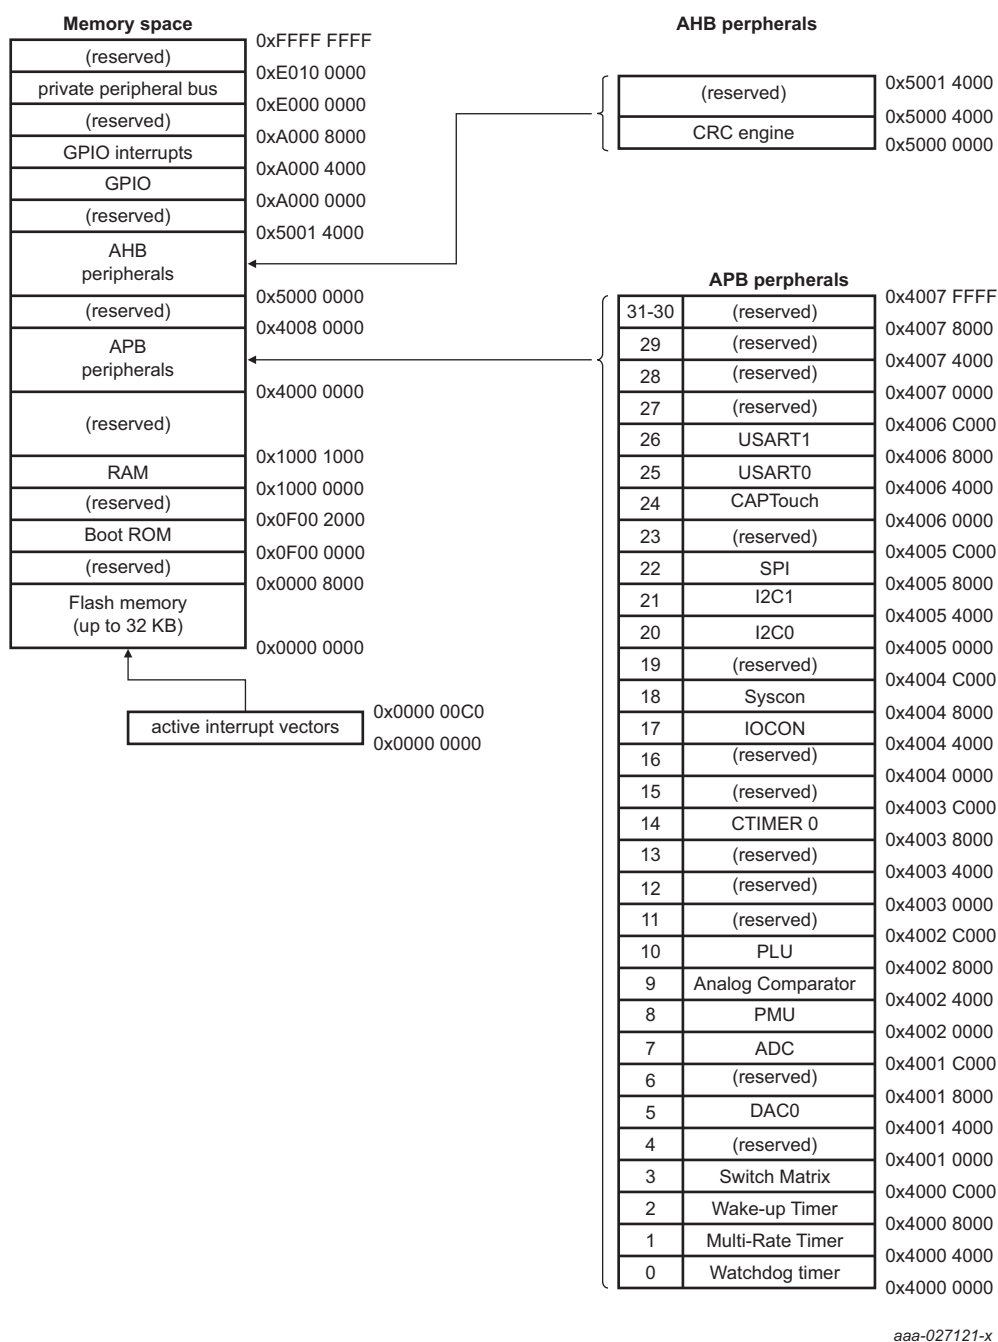 Memory space
0xFFFF FFFF
(reserved)
0xE010 0000
private peripheral bus
0xE000 0000
(reserved)
0xA000 8000
GPIO interrupts
0xA000 4000
GPIO
0xA000 0000
(reserved)
0x5001 4000
AHB
peripherals
0x5000 0000
(reserved)
0x4008 0000
APB
peripherals
0x4000 0000
(reserved)
0x1000 1000
RAM
0x1000 0000
(reserved)
0x0F00 2000
Boot ROM
0x0F00 0000
(reserved)
0x0000 8000
Flash memory
(up to 32 KB)
0x0000 0000
0x0000 00C0
active interrupt vectors
0x0000 0000
AHB perpherals
0x5001 4000
(reserved)
0x5000 4000
CRC engine
0x5000 0000
APB perpherals
0x4007 FFFF
31-30 (reserved)
0x4007 8000
29 (reserved)
0x4007 4000
28 (reserved)
0x4007 0000
27 (reserved)
0x4006 C000
26 USART1
0x4006 8000
25 USART0
0x4006 4000
24 CAPTouch
0x4006 0000
23 (reserved)
0x4005 C000
22 SPI
0x4005 8000
21 I2C1
0x4005 4000
20 I2C0
0x4005 0000
19 (reserved)
0x4004 C000
18 Syscon
0x4004 8000
17 IOCON
0x4004 4000
16 (reserved)
0x4004 0000
15 (reserved)
0x4003 C000
14 CTIMER 0
0x4003 8000
13 (reserved)
0x4003 4000
12 (reserved)
0x4003 0000
11 (reserved)
0x4002 C000
10 PLU
0x4002 8000
9 Analog Comparator
0x4002 4000
8 PMU
0x4002 0000
7 ADC
0x4001 C000
6 (reserved)
0x4001 8000
5 DAC0
0x4001 4000
4 (reserved)
0x4001 0000
3 Switch Matrix
0x4000 C000
2 Wake-up Timer
0x4000 8000
1 Multi-Rate Timer
0x4000 4000
0 Watchdog timer
0x4000 0000
aaa-027121-x